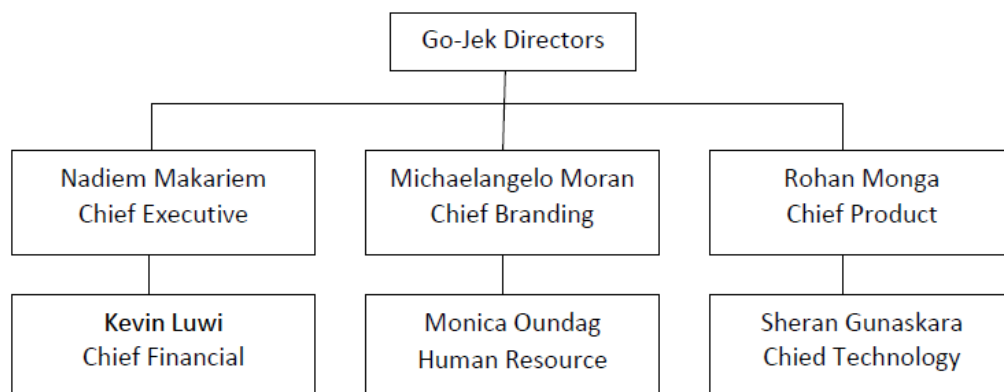 Go-Jek Directors
Nadiem Makariem
Chief Executive
Michaelangelo Moran
Chief Branding
Rohan Monga
Chief Product
Kevin Luwi
Chief Financial
Monica Oundag
Human Resource
Sheran Gunaskara
Chied Technology